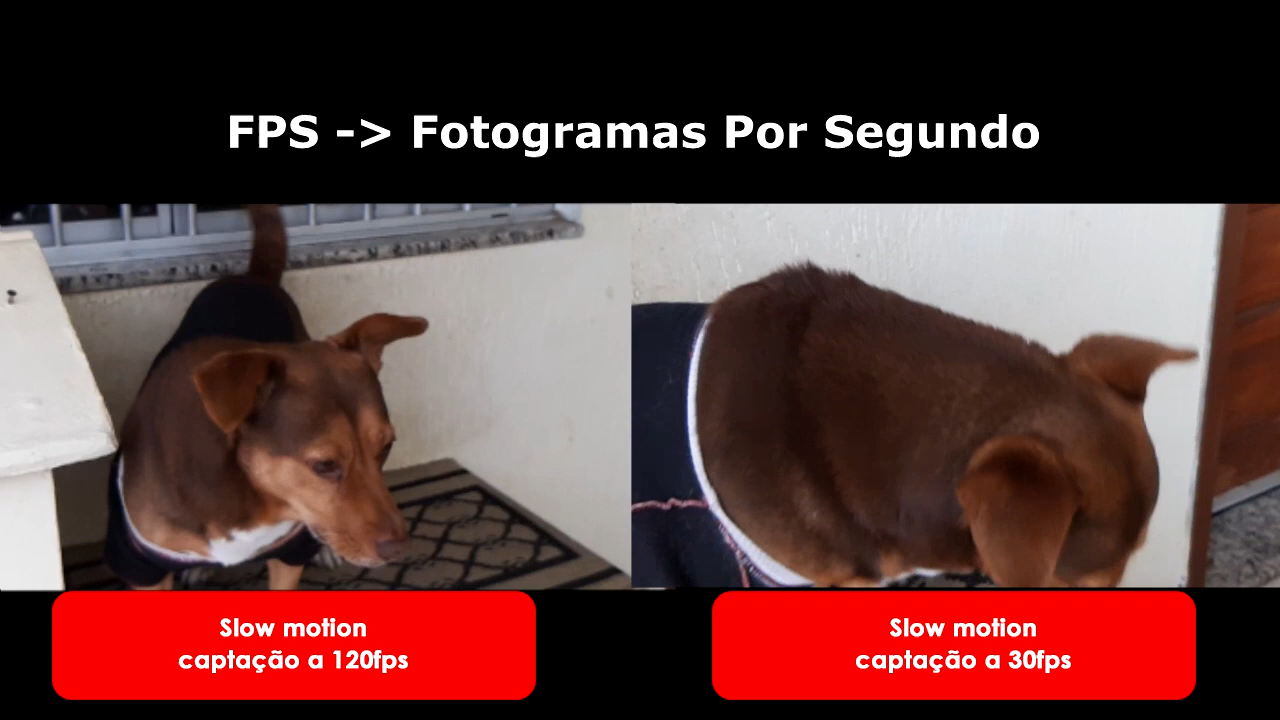 FPS -> Fotogramas Por Segundo
Slow motion
captação a 120fps
Slow motion
captação a 30fps